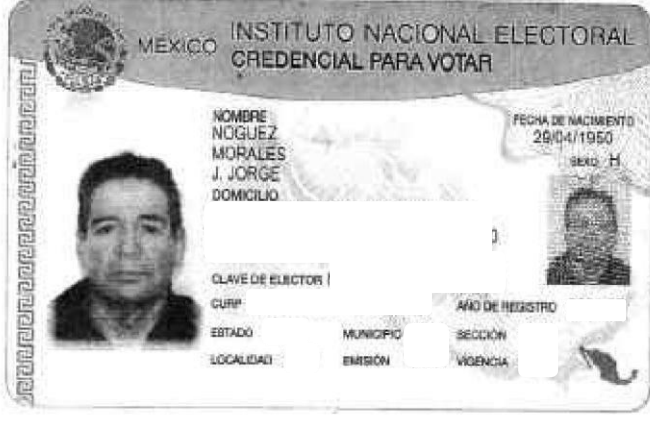 MÉXICO INSTITUTO NACIONAL ELECTORAL
CREDENCIAL PARA VOTAR
NOMBRE
NOGUEZ
MORALES
J. JORGE
DOMICILIO
FECHA DE NACIMIENTO
29/04/1950
SEXO H
CLAVE DE ELECTOR
CURP
AÑO DE REGISTRO
ESTADO MUNICIPIO SECCIÓN
LOCALIDAD EMISIÓN VIGENCIA